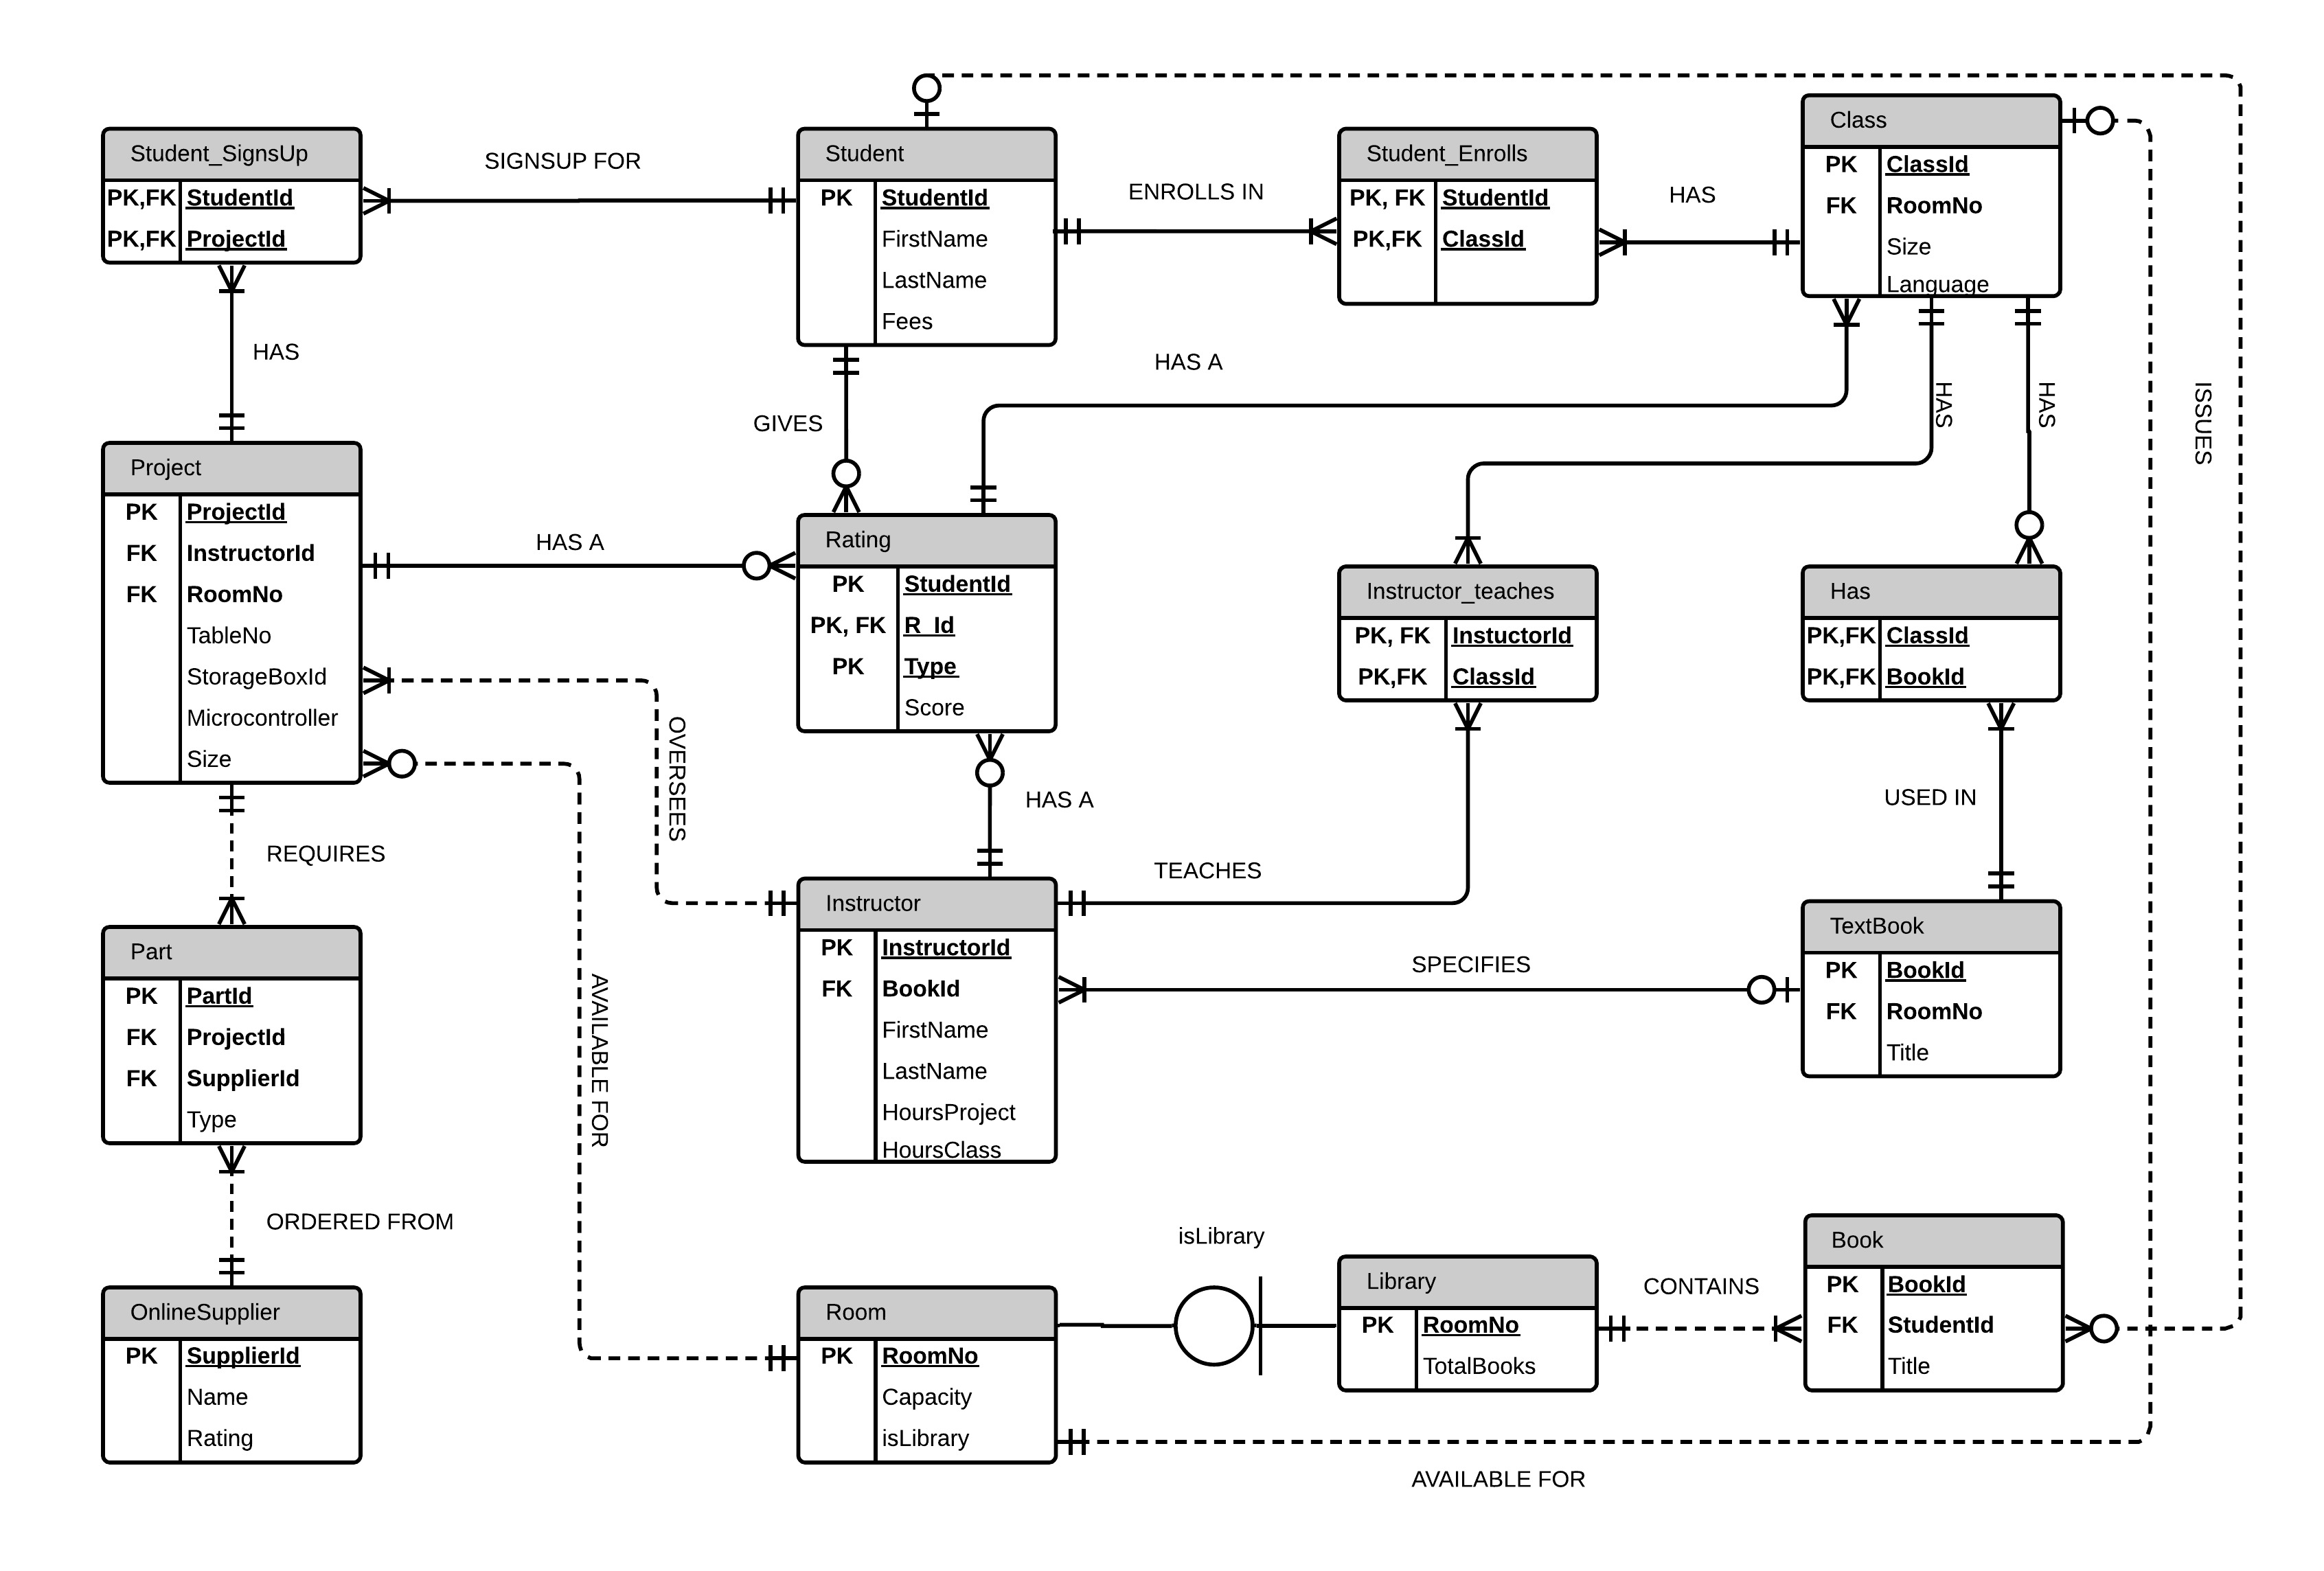 Student_SignsUp
PK,FK StudentId
PK,FK ProjectId
SIGNSUP FOR
Student
PK StudentId
FirstName
LastName
Fees
ENROLLS IN
Student_Enrolls
PK, FK StudentId
PK,FK ClassId
HAS
Class
PK ClassId
FK RoomNo
Size
Language
HAS
GIVES
HAS A
HAS
HAS
ISSUES
Project
PK ProjectId
FK InstructorId
FK RoomNo
TableNo
StorageBoxId
Microcontroller
Size
HAS A
Rating
PK StudentId
PK, FK R_Id
PK Type
Score
Instructor_teaches
PK, FK InstuctorId
PK,FK ClassId
Has
PK,FK ClassId
PK,FK BookId
OVERSEES
HAS A
USED IN
REQUIRES
TEACHES
Part
PK PartId
FK ProjectId
FK SupplierId
Type
AVAILABLE FOR
Instructor
PK InstructorId
FK BookId
FirstName
LastName
HoursProject
HoursClass
SPECIFIES
TextBook
PK BookId
FK RoomNo
Title
ORDERED FROM
isLibrary
OnlineSupplier
PK SupplierId
Name
Rating
Room
PK RoomNo
Capacity
isLibrary
Library
PK RoomNo
TotalBooks
CONTAINS
Book
PK BookId
FK StudentId
Title
AVAILABLE FOR